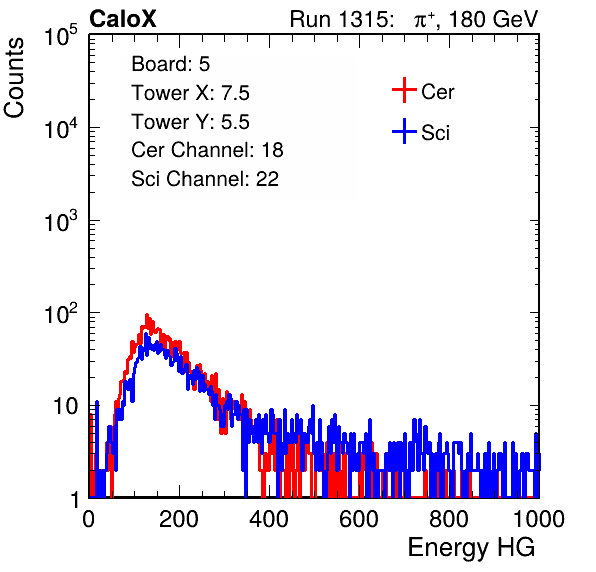 CaloX Run 1315: π⁺, 180 GeV
Counts
10⁵
10⁴
10³
10²
10
1
Board: 5
Tower X: 7.5
Tower Y: 5.5
Cer Channel: 18
Sci Channel: 22
Cer
Sci
0 200 400 600 800 1000
Energy HG